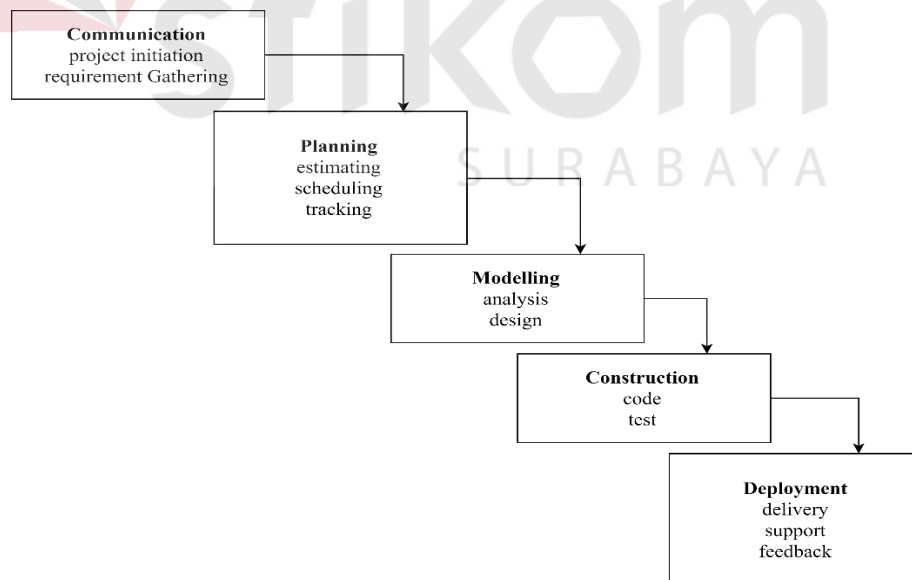 stikom
SURABAYA
Communication
project initiation
requirement Gathering
Planning
estimating
scheduling
tracking
Modelling
analysis
design
Construction
code
test
Deployment
delivery
support
feedback